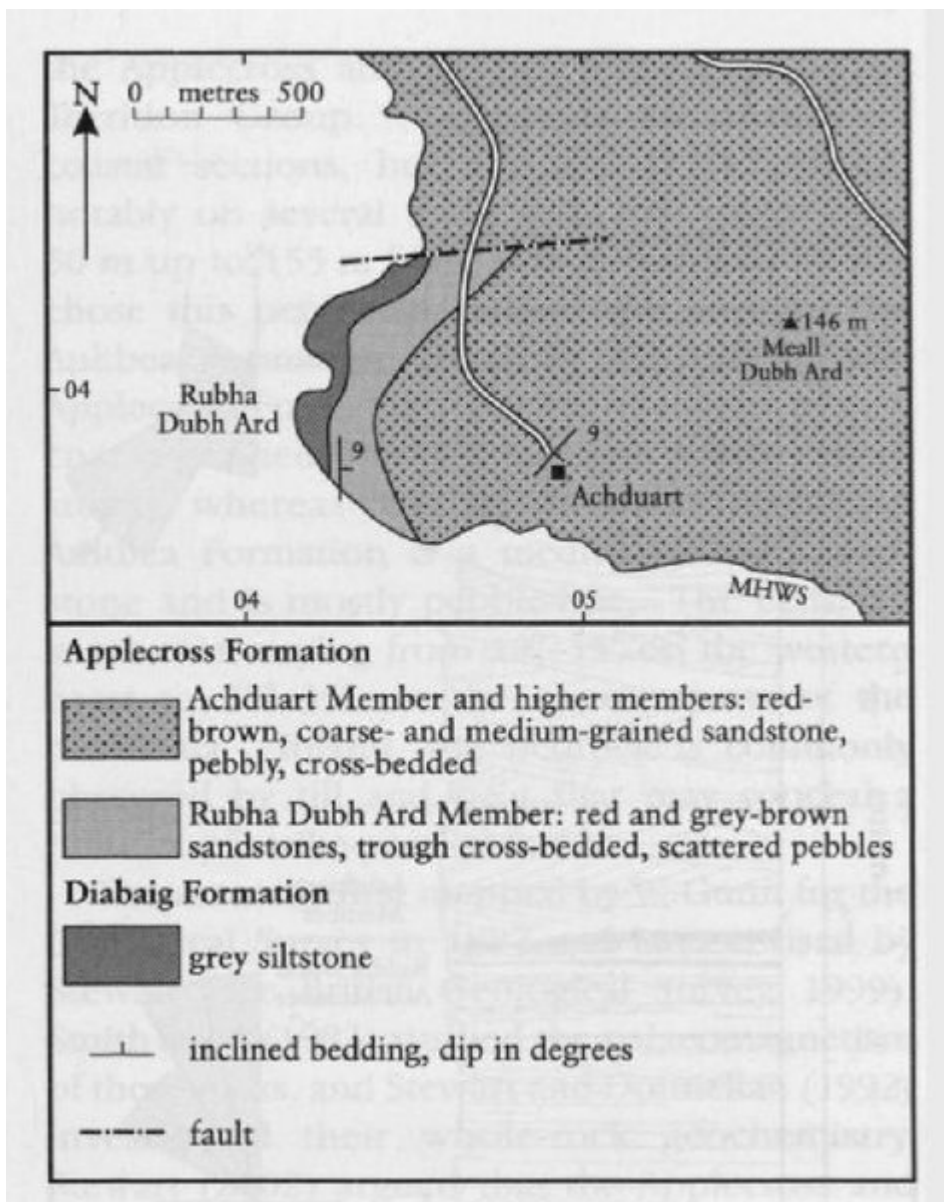 N
0 metres 500
146 m
Meall
Dubh Ard
04
Rubha
Dubh Ard
9
9
Achduart
MHWS
04
05
Applecross Formation
Achduart Member and higher members: red-
brown, coarse- and medium-grained sandstone,
pebbly, cross-bedded
Rubha Dubh Ard Member: red and grey-brown
sandstones, trough cross-bedded, scattered pebbles
Diabaig Formation
grey siltstone
inclined bedding, dip in degrees
fault